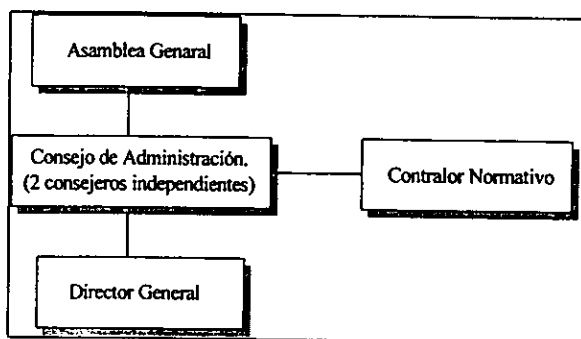 Asamblea Genaral
Consejo de Administración.
(2 consejeros independientes)
Contralor Normativo
Director General